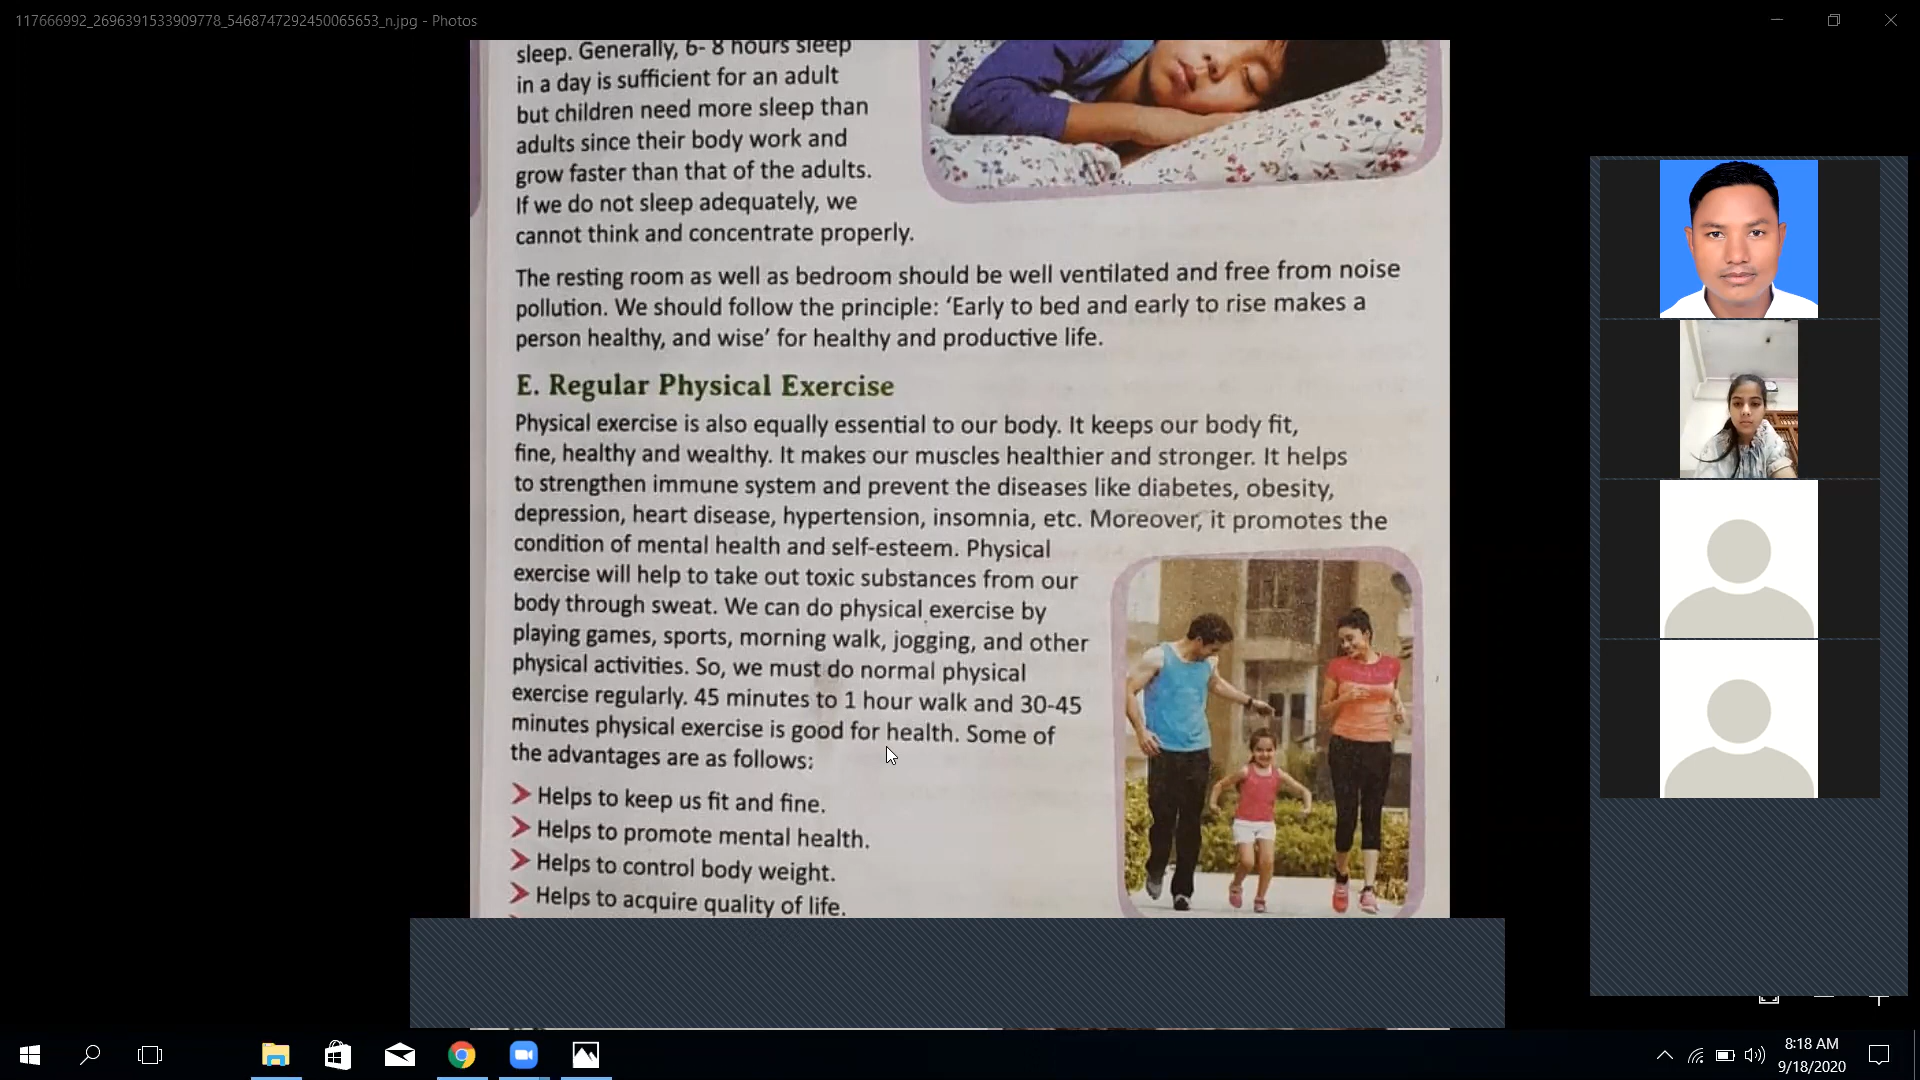 117666992_2696391533909778_5468747292450065653_n.jpg - Photos
sleep. Generally, 6- 8 hours sleep
in a day is sufficient for an adult
but children need more sleep than
adults since their body work and
grow faster than that of the adults.
If we do not sleep adequately, we
cannot think and concentrate properly.
The resting room as well as bedroom should be well ventilated and free from noise
pollution. We should follow the principle: ‘Early to bed and early to rise makes a
person healthy, and wise’ for healthy and productive life.
E. Regular Physical Exercise
Physical exercise is also equally essential to our body. It keeps our body fit,
fine, healthy and wealthy. It makes our muscles healthier and stronger. It helps
to strengthen immune system and prevent the diseases like diabetes, obesity,
depression, heart disease, hypertension, insomnia, etc. Moreover, it promotes the
condition of mental health and self-esteem. Physical
exercise will help to take out toxic substances from our
body through sweat. We can do physical exercise by
playing games, sports, morning walk, jogging, and other
physical activities. So, we must do normal physical
exercise regularly. 45 minutes to 1 hour walk and 30-45
minutes physical exercise is good for health. Some of
the advantages are as follows:
Helps to keep us fit and fine.
Helps to promote mental health.
Helps to control body weight.
Helps to acquire quality of life.
8:18 AM
9/18/2020